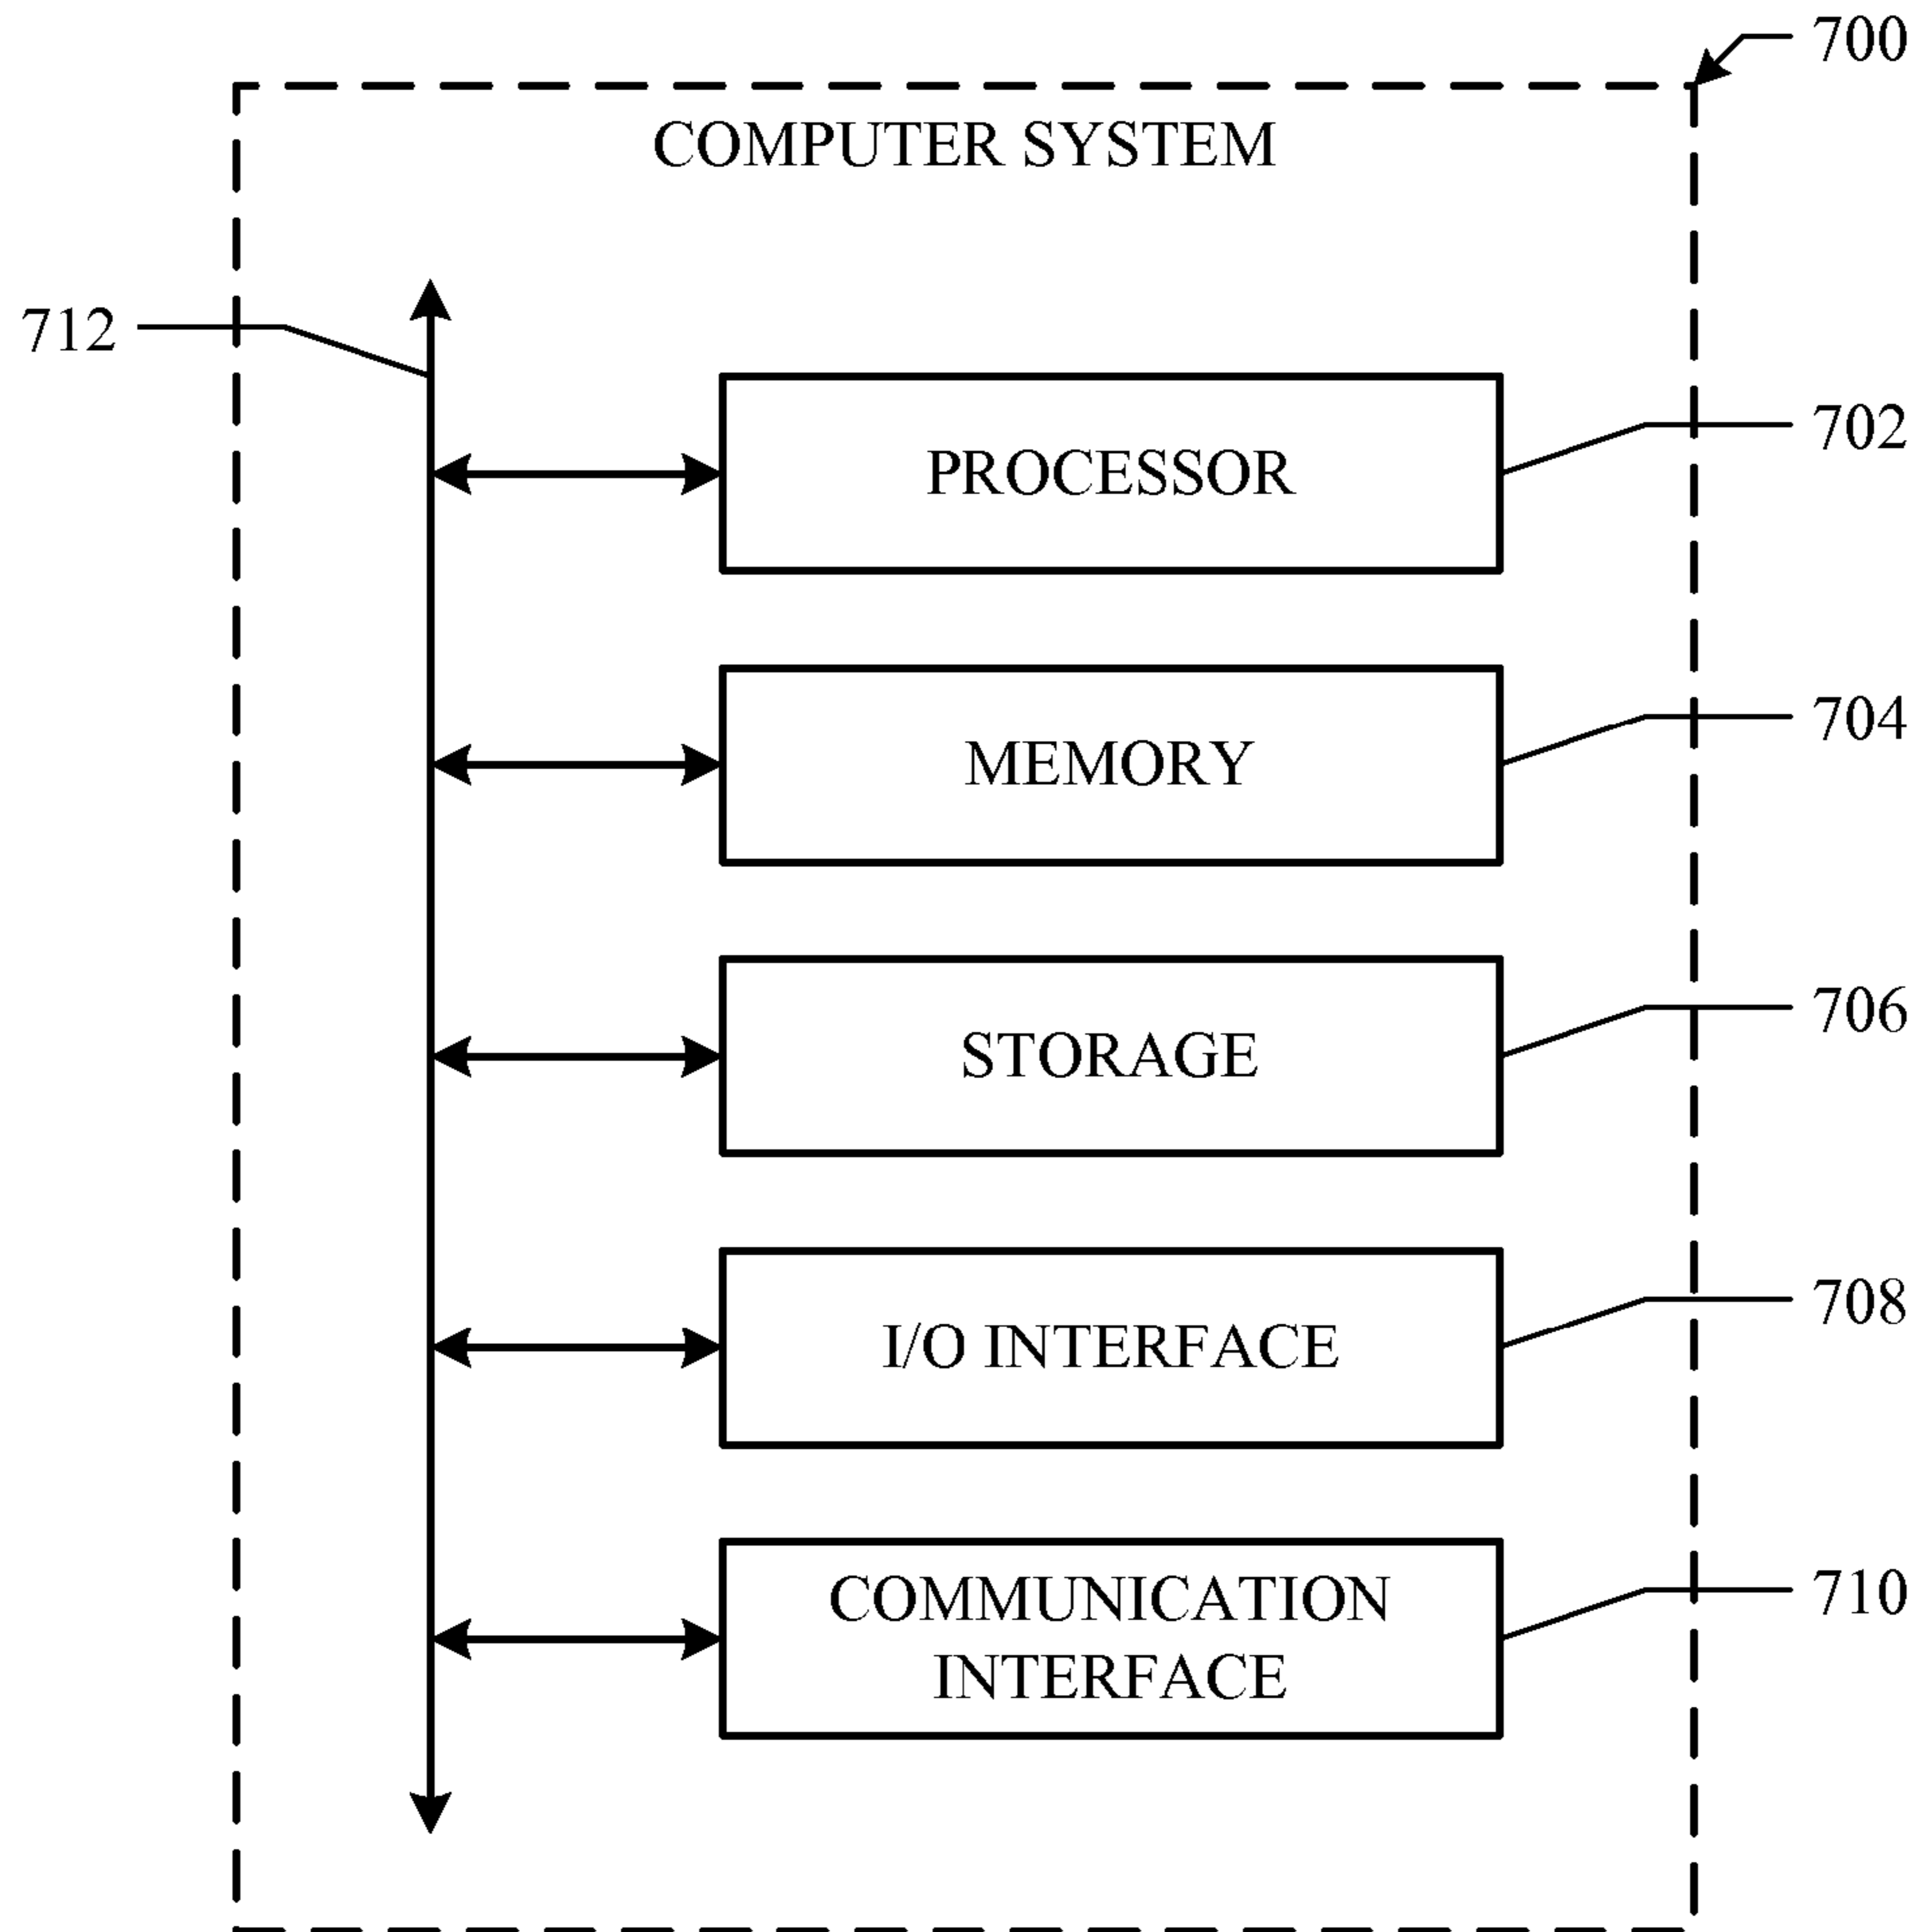 700
COMPUTER SYSTEM
712
702
PROCESSOR
704
MEMORY
706
STORAGE
708
I/O INTERFACE
710
COMMUNICATION
INTERFACE